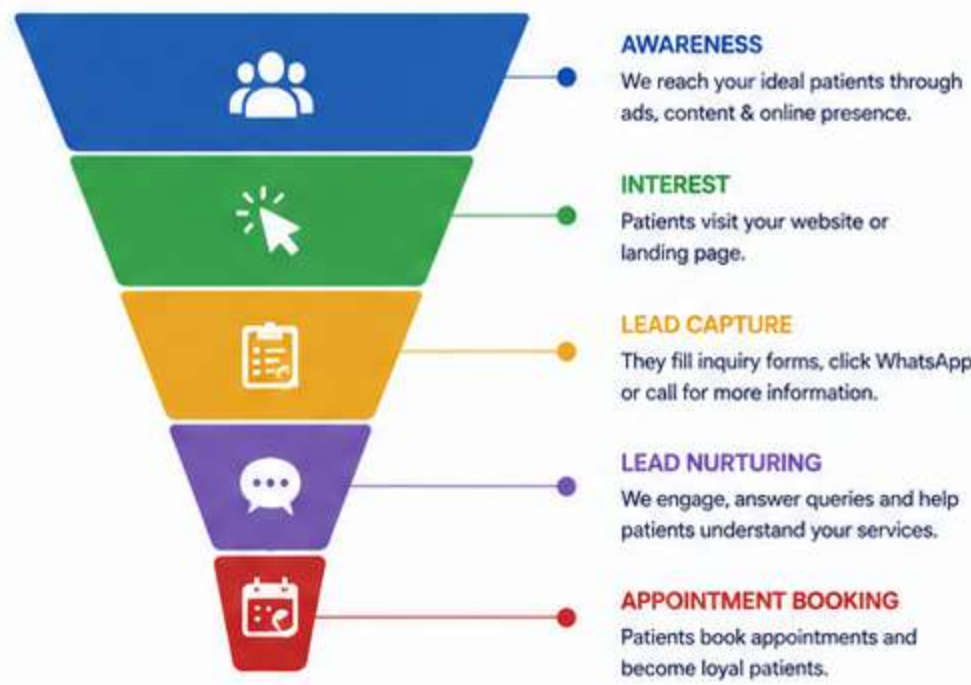 AWARENESS
We reach your ideal patients through
ads, content & online presence.
INTEREST
Patients visit your website or
landing page.
LEAD CAPTURE
They fill inquiry forms, click WhatsApp
or call for more information.
LEAD NURTURING
We engage, answer queries and help
patients understand your services.
APPOINTMENT BOOKING
Patients book appointments and
become loyal patients.